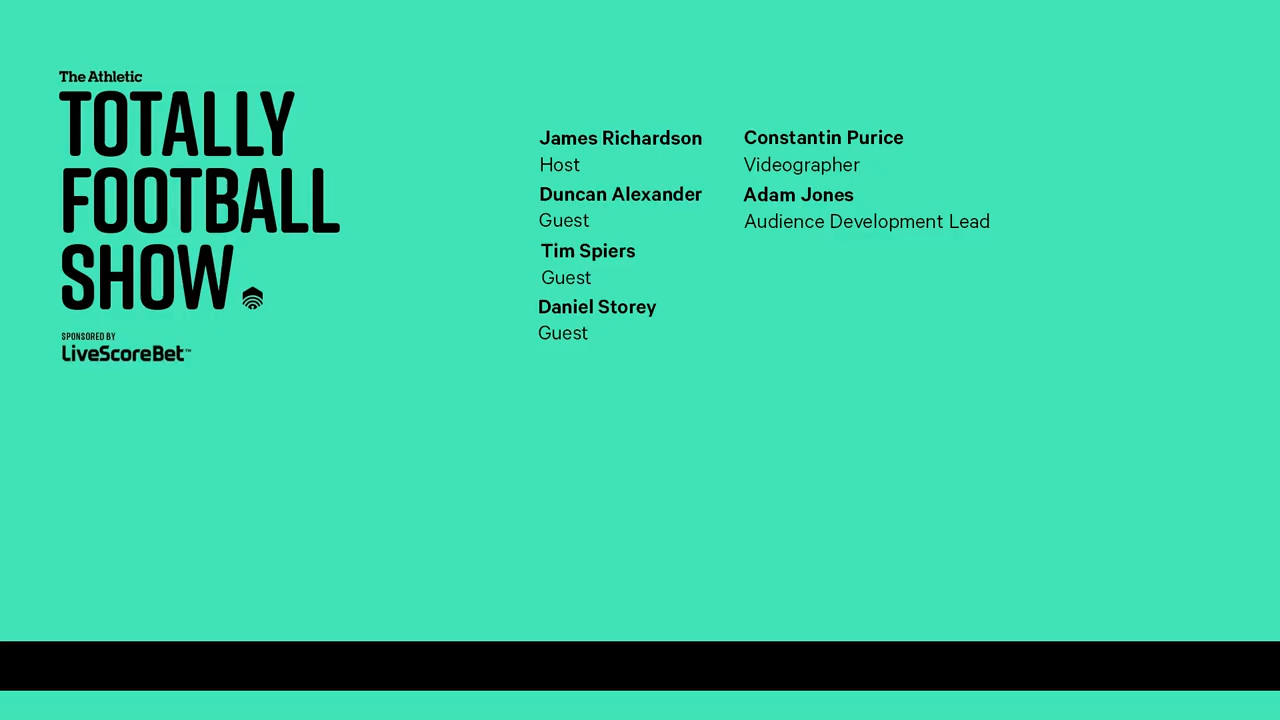 The Athletic
TOTALLY
FOOTBALL
SHOW
SPONSORED BY
LiveScoreBet™
James Richardson
Host
Duncan Alexander
Guest
Tim Spiers
Guest
Daniel Storey
Guest
Constantin Purice
Videographer
Adam Jones
Audience Development Lead